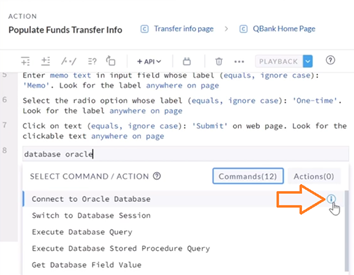 ACTION
Populate Funds Transfer Info
Transfer info page
QBank Home Page
+ API
PLAYBACK
5 Enter memo text in input field whose label (equals, ignore case):
'Memo'. Look for the label anywhere on page
6 Select the radio option whose label (equals, ignore case): 'One-time'.
Look for the label anywhere on page
7 Click on text (equals, ignore case): 'Submit' on web page. Look for the
clickable text anywhere on page
8 database oracle
SELECT COMMAND / ACTION
Commands(12)
Actions(0)
Connect to Oracle Database
Switch to Database Session
Execute Database Query
Execute Database Stored Procedure Query
Get Database Field Value